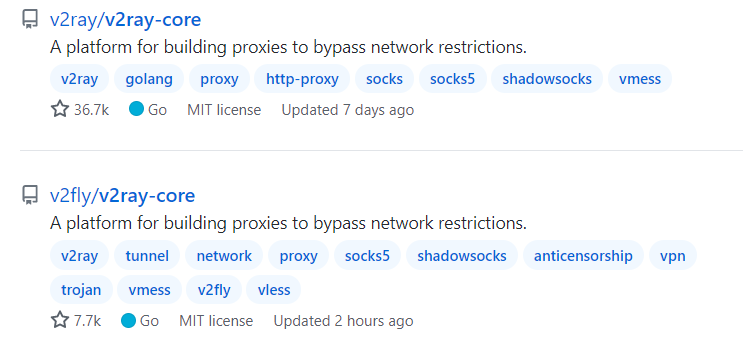 v2ray/v2ray-core
A platform for building proxies to bypass network restrictions.
v2ray golang proxy http-proxy socks socks5 shadowsocks vmess
36.7k Go MIT license Updated 7 days ago
v2fly/v2ray-core
A platform for building proxies to bypass network restrictions.
v2ray tunnel network proxy socks5 shadowsocks anticensorship vpn
trojan vmess v2fly vless
7.7k Go MIT license Updated 2 hours ago